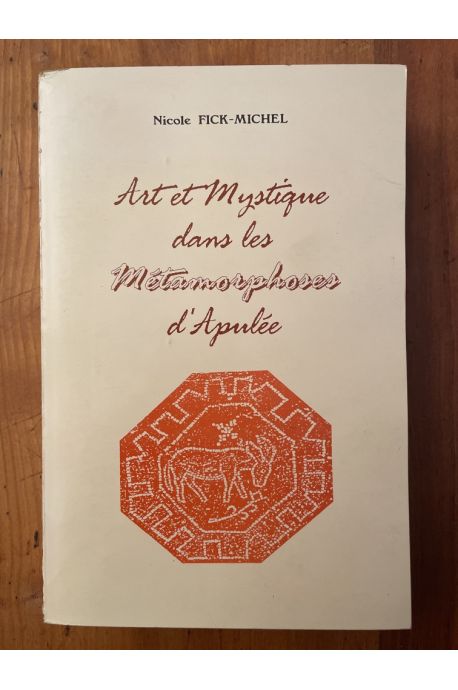 Nicole FICK-MICHEL
Art et Mystique
dans les
Métamorphoses
d'Apulée